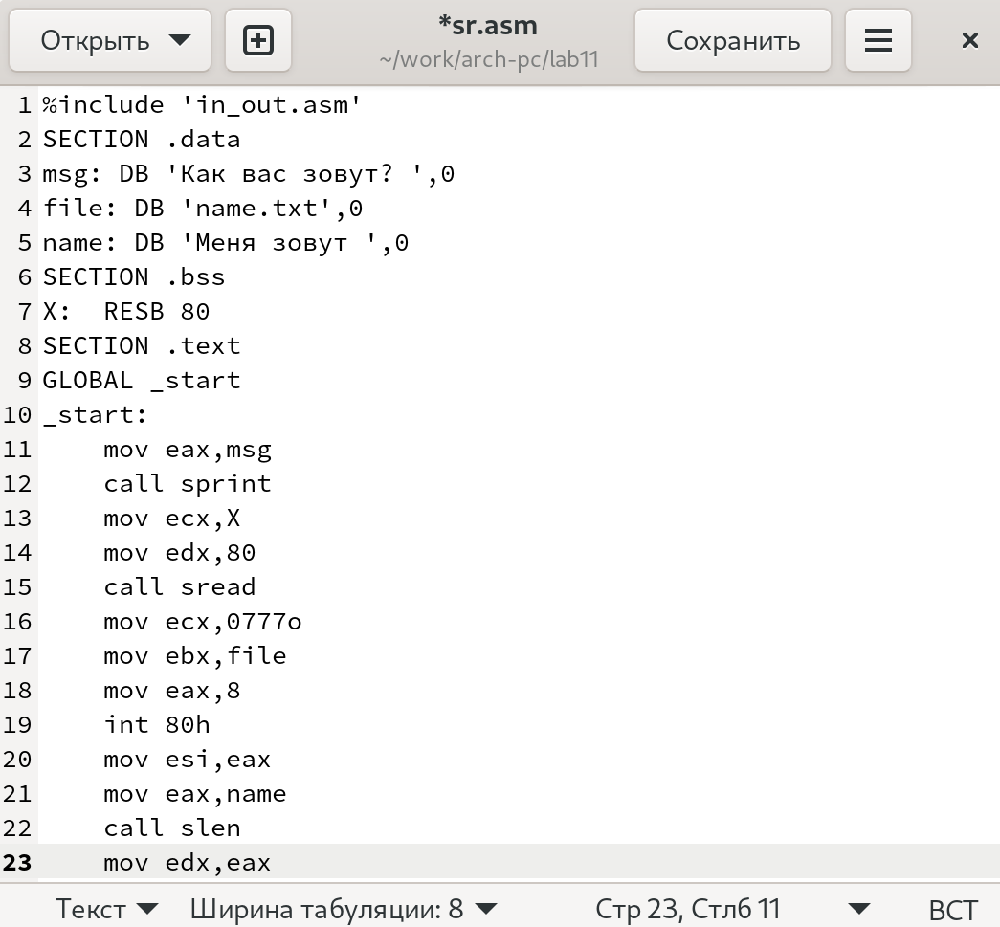 Открыть
*sr.asm
~/work/arch-pc/lab11
Сохранить
1 %include 'in_out.asm'
2 SECTION .data
3 msg: DB 'Как вас зовут? ',0
4 file: DB 'name.txt',0
5 name: DB 'Меня зовут ',0
6 SECTION .bss
7 X:  RESB 80
8 SECTION .text
9 GLOBAL _start
10 _start:
11     mov eax,msg
12     call sprint
13     mov ecx,X
14     mov edx,80
15     call sread
16     mov ecx,0777o
17     mov ebx,file
18     mov eax,8
19     int 80h
20     mov esi,eax
21     mov eax,name
22     call slen
23     mov edx,eax
Текст Ширина табуляции: 8 Стр 23, Стлб 11 ВСТ